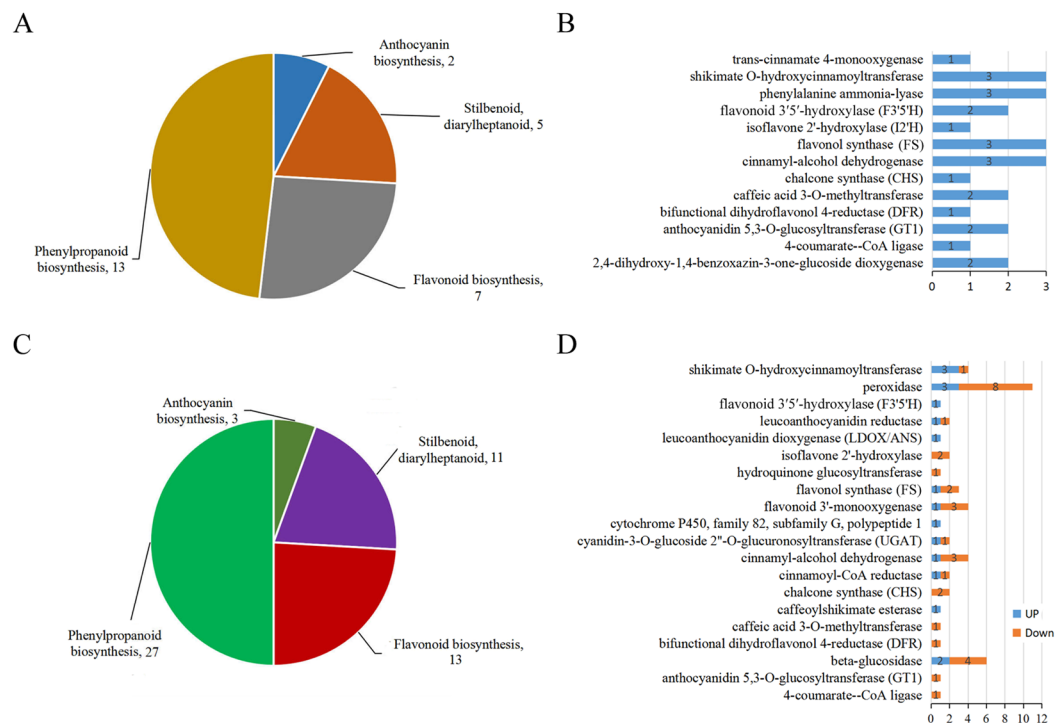 A
Anthocyanin
biosynthesis, 2
Stilbenoid,
diarylheptanoid, 5
Phenylpropanoid
biosynthesis, 13
Flavonoid biosynthesis,
7
B
trans-cinnamate 4-monooxygenase 1
shikimate O-hydroxycinnamoyltransferase 3
phenylalanine ammonia-lyase 3
flavonoid 3′5′-hydroxylase (F3'5'H) 2
isoflavone 2'-hydroxylase (I2'H) 1
flavonol synthase (FS) 3
cinnamyl-alcohol dehydrogenase 3
chalcone synthase (CHS) 1
caffeic acid 3-O-methyltransferase 2
bifunctional dihydroflavonol 4-reductase (DFR) 1
anthocyanidin 5,3-O-glucosyltransferase (GT1) 2
4-coumarate--CoA ligase 1
2,4-dihydroxy-1,4-benzoxazin-3-one-glucoside dioxygenase 2
0 1 2 3
C
Anthocyanin
biosynthesis, 3
Stilbenoid,
diarylheptanoid, 11
Phenylpropanoid
biosynthesis, 27
Flavonoid biosynthesis,
13
D
shikimate O-hydroxycinnamoyltransferase 3 1
peroxidase 3 8
flavonoid 3′5′-hydroxylase (F3'5'H) 1
leucoanthocyanidin reductase 1 1
leucoanthocyanidin dioxygenase (LDOX/ANS) 1
isoflavone 2'-hydroxylase 2
hydroquinone glucosyltransferase 1
flavonol synthase (FS) 1 2
flavonoid 3'-monooxygenase 1 3
cytochrome P450, family 82, subfamily G, polypeptide 1 1
cyanidin-3-O-glucoside 2"-O-glucuronosyltransferase (UGAT) 1 1
cinnamyl-alcohol dehydrogenase 1 3
cinnamoyl-CoA reductase 1 1
chalcone synthase (CHS) 2
caffeoylshikimate esterase 1
caffeic acid 3-O-methyltransferase 1
bifunctional dihydroflavonol 4-reductase (DFR) 1
beta-glucosidase 2 4
anthocyanidin 5,3-O-glucosyltransferase (GT1) 1
4-coumarate--CoA ligase 1
UP
Down
0 2 4 6 8 10 12